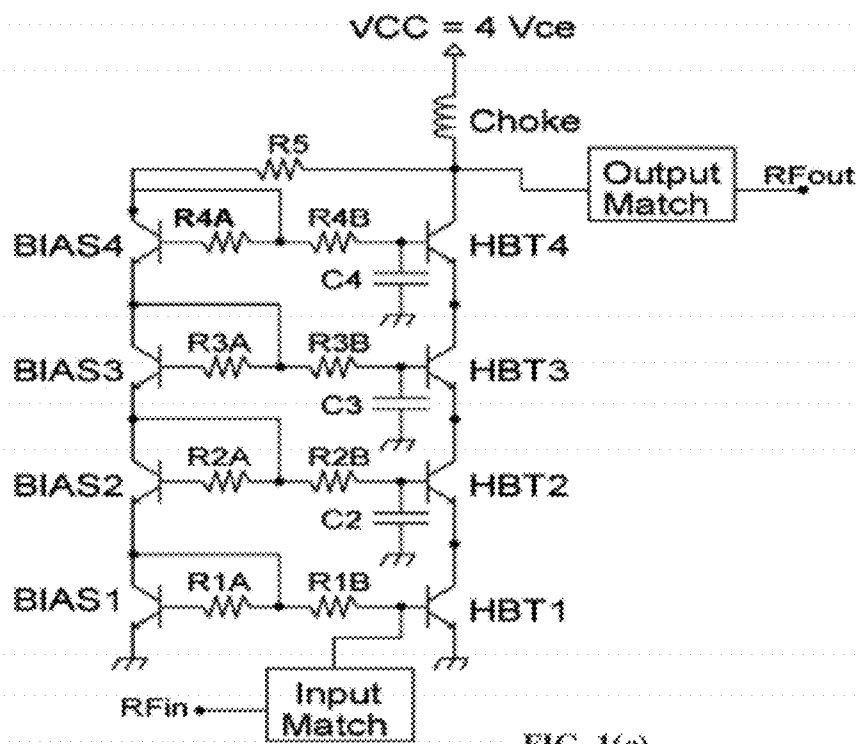 VCC = 4 Vce
Choke
R5
Output
Match
RFout
R4A
R4B
BIAS4
HBT4
C4
R3A
R3B
BIAS3
HBT3
C3
R2A
R2B
BIAS2
HBT2
C2
R1A
R1B
BIAS1
HBT1
RFin
Input
Match